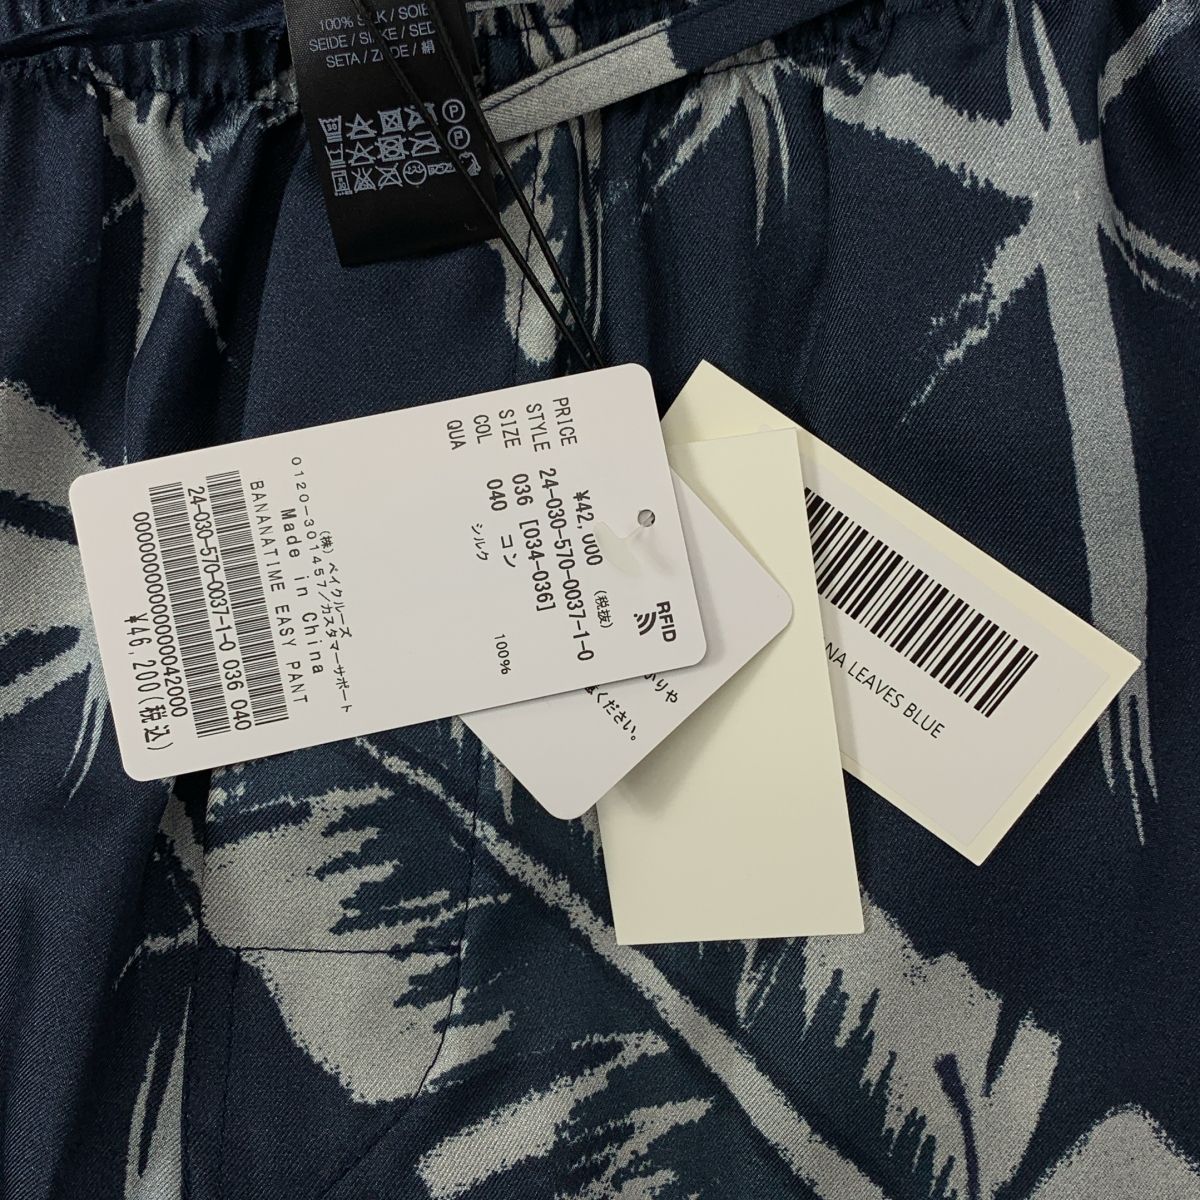 100% SILK / SOIE
SEIDE / SILKE / SED
SETA / ZIJDE / 絹
PRICE ¥42,000 (税抜)
STYLE 24-030-570-0037-1-0
SIZE 036 [034-036]
COL 040 コン
QUA シルク 100%
RFID
(株) ベイクルーズ
0120-301457/カスタマーサポート
Made in China
BANANATIME EASY PANT
24-030-570-0037-1-0 036 040
0000000000000042000
¥46,200(税込)
ください。
NA LEAVES BLUE